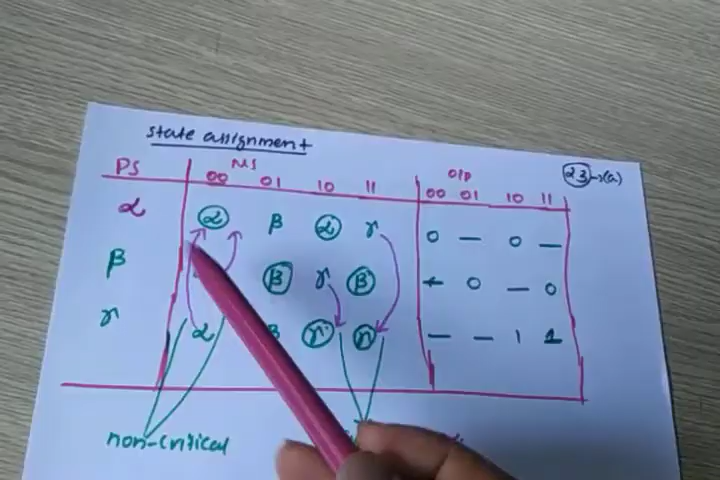 state assignment
PS NS O/P 23 → (a)
00 01 10 11 00 01 10 11
α α β α γ 0 — 0 —
β β γ β — 0 — 0
γ α γ γ — — 1 1
non-critical